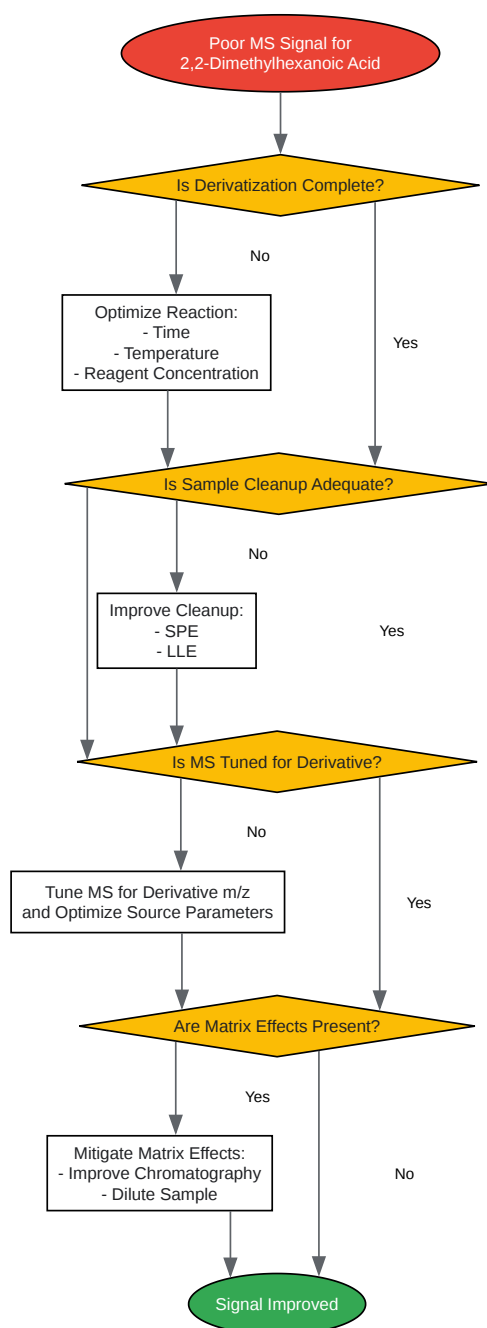 Poor MS Signal for
2,2-Dimethylhexanoic Acid
Is Derivatization Complete?
No
Optimize Reaction:
- Time
- Temperature
- Reagent Concentration
Yes
Is Sample Cleanup Adequate?
No
Improve Cleanup:
- SPE
- LLE
Yes
Is MS Tuned for Derivative?
No
Tune MS for Derivative m/z
and Optimize Source Parameters
Yes
Are Matrix Effects Present?
Yes
Mitigate Matrix Effects:
- Improve Chromatography
- Dilute Sample
No
Signal Improved